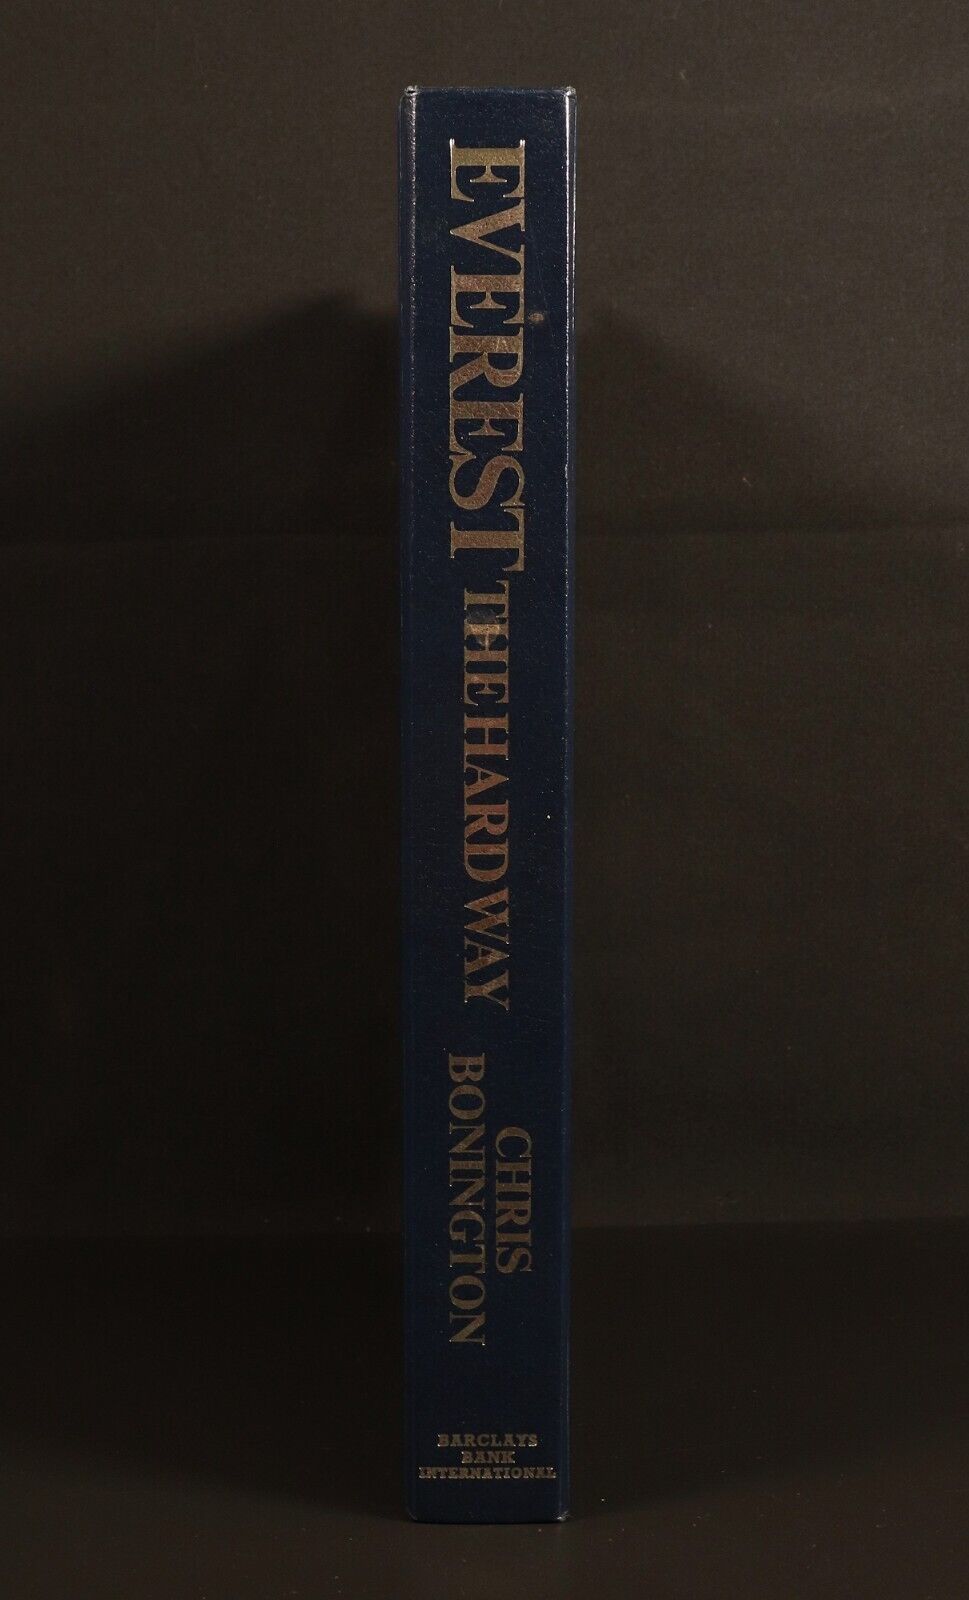 EVEREST THE HARD WAY
CHRIS
BONINGTON
BARCLAYS
BANK
INTERNATIONAL